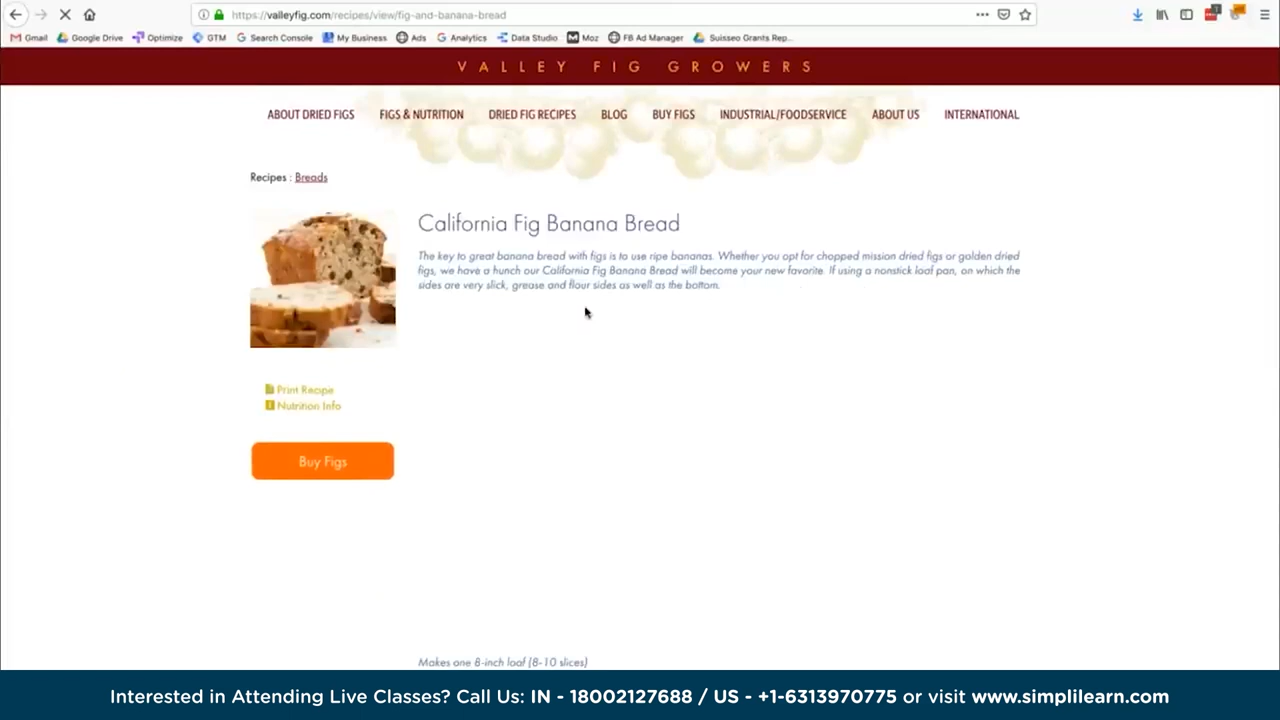 https://valleyfig.com/recipes/view/fig-and-banana-bread
Gmail Google Drive Optimize GTM Search Console My Business Ads Analytics Data Studio Moz FB Ad Manager Suisseo Grants Rep...
VALLEY FIG GROWERS
ABOUT DRIED FIGS FIGS & NUTRITION DRIED FIG RECIPES BLOG BUY FIGS INDUSTRIAL/FOODSERVICE ABOUT US INTERNATIONAL
Recipes : Breads
California Fig Banana Bread
The key to great banana bread with figs is to use ripe bananas. Whether you opt for chopped mission dried figs or golden dried
figs, we have a hunch our California Fig Banana Bread will become your new favorite. If using a nonstick loaf pan, on which the
sides are very slick, grease and flour sides as well as the bottom.
Print Recipe
Nutrition Info
Buy Figs
Makes one 8-inch loaf (8-10 slices)
Interested in Attending Live Classes? Call Us: IN - 18002127688 / US - +1-6313970775 or visit www.simplilearn.com